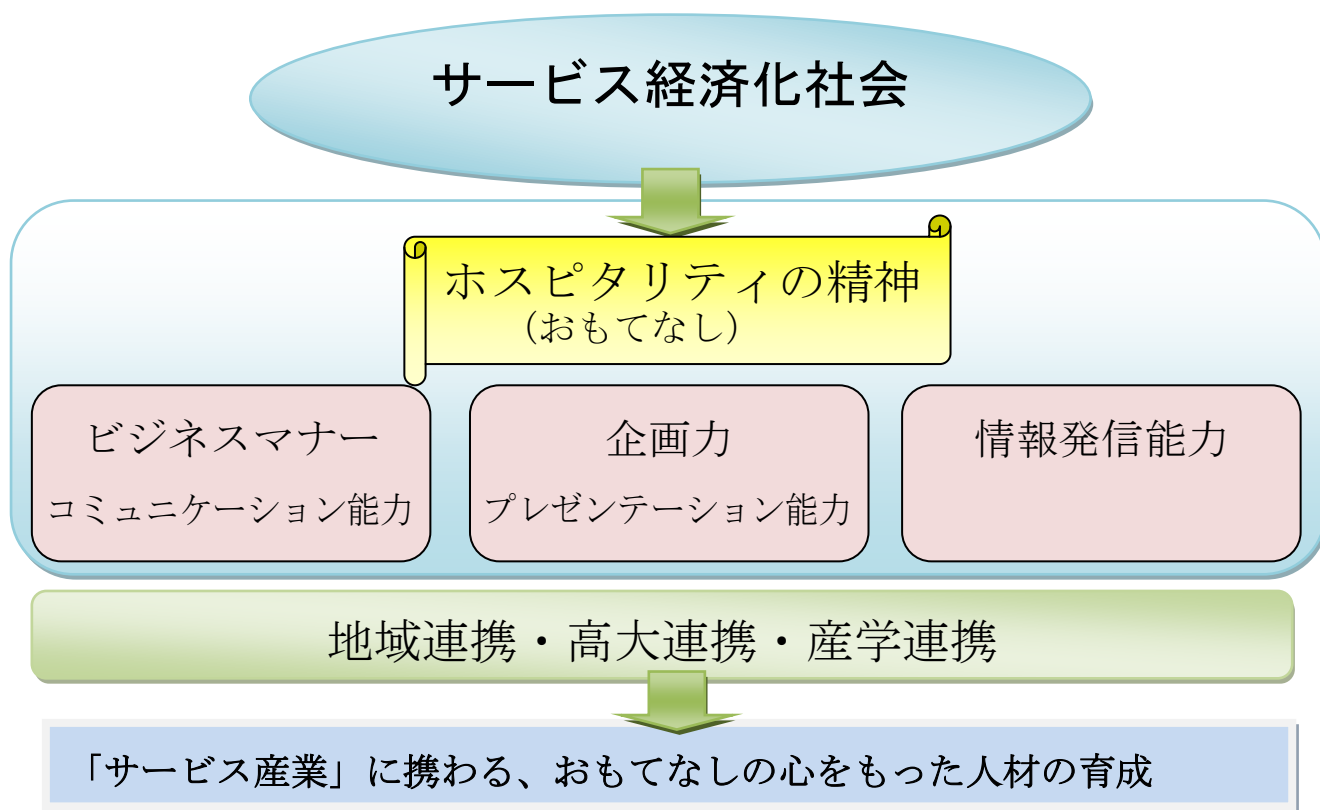 サービス経済化社会
ホスピタリティの精神
（おもてなし）
ビジネスマナー
コミュニケーション能力
企画力
プレゼンテーション能力
情報発信能力
地域連携・高大連携・産学連携
「サービス産業」に携わる、おもてなしの心をもった人材の育成